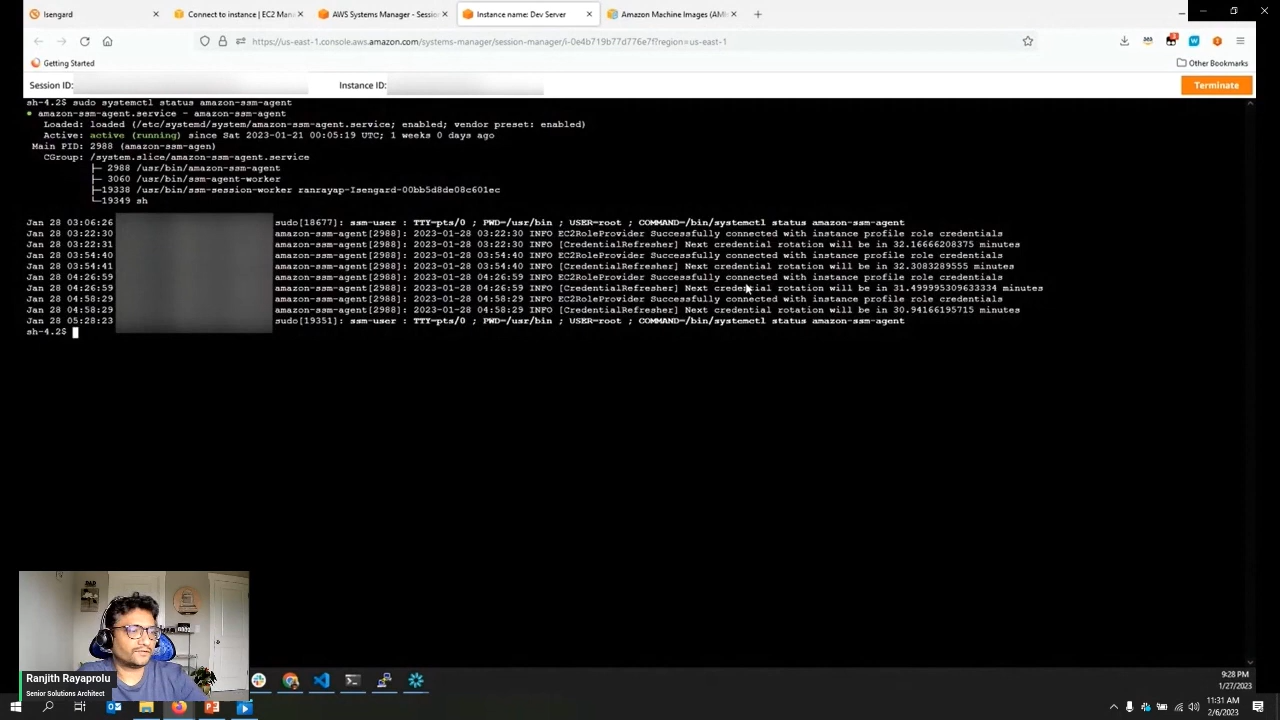 Isengard
Connect to instance | EC2 Man
AWS Systems Manager - Session
Instance name: Dev Server
Amazon Machine Images (AMI
https://us-east-1.console.aws.amazon.com/systems-manager/session-manager/i-0e4b719b77d776e7f?region=us-east-1
Getting Started
Other Bookmarks
Session ID:
Instance ID:
Terminate
sh-4.2$ sudo systemctl status amazon-ssm-agent
● amazon-ssm-agent.service - amazon-ssm-agent
Loaded: loaded (/etc/systemd/system/amazon-ssm-agent.service; enabled; vendor preset: enabled)
Active: active (running) since Sat 2023-01-21 00:05:19 UTC; 1 weeks 0 days ago
Main PID: 2988 (amazon-ssm-agen)
CGroup: /system.slice/amazon-ssm-agent.service
├─ 2988 /usr/bin/amazon-ssm-agent
├─ 3060 /usr/bin/ssm-agent-worker
├─19338 /usr/bin/ssm-session-worker ranrayap-Isengard-00bb5d8de08c601ec
└─19349 sh
Jan 28 03:06:26 sudo[18677]: ssm-user : TTY=pts/0 ; PWD=/usr/bin ; USER=root ; COMMAND=/bin/systemctl status amazon-ssm-agent
Jan 28 03:22:30 amazon-ssm-agent[2988]: 2023-01-28 03:22:30 INFO EC2RoleProvider Successfully connected with instance profile role credentials
Jan 28 03:22:31 amazon-ssm-agent[2988]: 2023-01-28 03:22:30 INFO [CredentialRefresher] Next credential rotation will be in 32.16666208375 minutes
Jan 28 03:54:40 amazon-ssm-agent[2988]: 2023-01-28 03:54:40 INFO EC2RoleProvider Successfully connected with instance profile role credentials
Jan 28 03:54:41 amazon-ssm-agent[2988]: 2023-01-28 03:54:40 INFO [CredentialRefresher] Next credential rotation will be in 32.3083289555 minutes
Jan 28 04:26:59 amazon-ssm-agent[2988]: 2023-01-28 04:26:59 INFO EC2RoleProvider Successfully connected with instance profile role credentials
Jan 28 04:26:59 amazon-ssm-agent[2988]: 2023-01-28 04:26:59 INFO [CredentialRefresher] Next credential rotation will be in 31.499995309633334 minutes
Jan 28 04:58:29 amazon-ssm-agent[2988]: 2023-01-28 04:58:29 INFO EC2RoleProvider Successfully connected with instance profile role credentials
Jan 28 04:58:29 amazon-ssm-agent[2988]: 2023-01-28 04:58:29 INFO [CredentialRefresher] Next credential rotation will be in 30.94166195715 minutes
Jan 28 05:28:23 sudo[19351]: ssm-user : TTY=pts/0 ; PWD=/usr/bin ; USER=root ; COMMAND=/bin/systemctl status amazon-ssm-agent
sh-4.2$
Ranjith Rayaprolu
Senior Solutions Architect
9:28 PM
1/27/2023
11:31 AM
2/6/2023